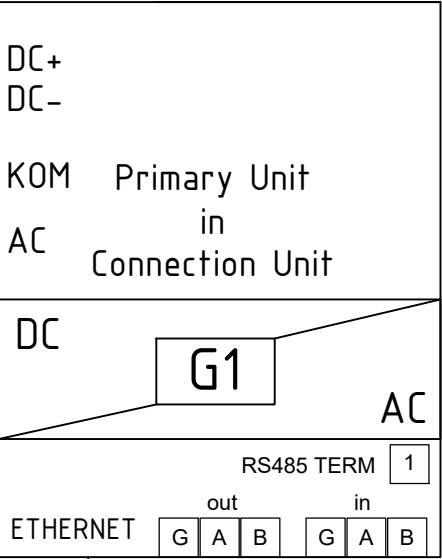 DC+
DC-
KOM Primary Unit
in
AC
Connection Unit
DC
G1
AC
RS485 TERM 1
out in
ETHERNET G A B G A B